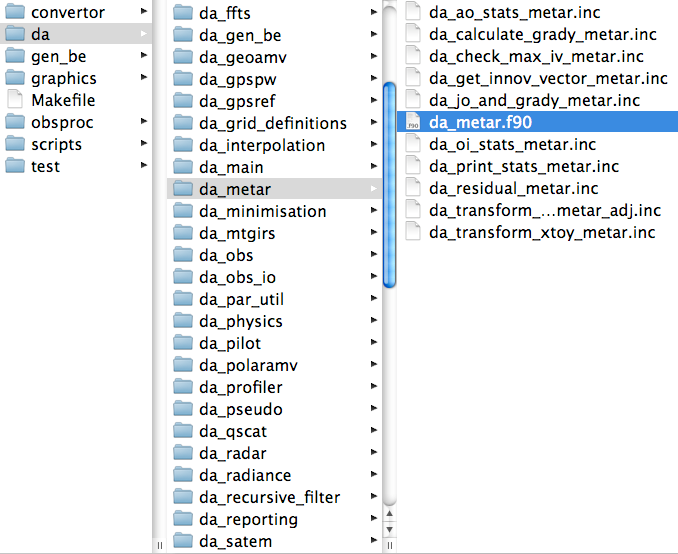 convertor
da
gen_be
graphics
Makefile
obsproc
scripts
test
da_ffts
da_gen_be
da_geoamv
da_gpspw
da_gpsref
da_grid_definitions
da_interpolation
da_main
da_metar
da_minimisation
da_mtgirs
da_obs
da_obs_io
da_par_util
da_physics
da_pilot
da_polaramv
da_profiler
da_pseudo
da_qscat
da_radar
da_radiance
da_recursive_filter
da_reporting
da_satem
da_ao_stats_metar.inc
da_calculate_grady_metar.inc
da_check_max_iv_metar.inc
da_get_innov_vector_metar.inc
da_jo_and_grady_metar.inc
da_metar.f90
da_oi_stats_metar.inc
da_print_stats_metar.inc
da_residual_metar.inc
da_transform_...metar_adj.inc
da_transform_xtoy_metar.inc